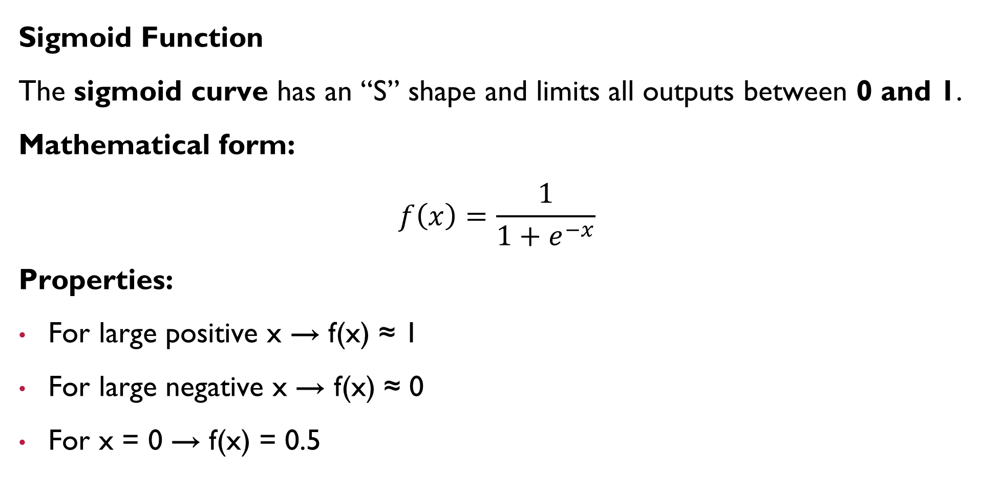 Sigmoid Function
The sigmoid curve has an “S” shape and limits all outputs between 0 and 1.
Mathematical form:
f(x) = \frac{1}{1 + e^{-x}}
Properties:
• For large positive x → f(x) ≈ 1
• For large negative x → f(x) ≈ 0
• For x = 0 → f(x) = 0.5